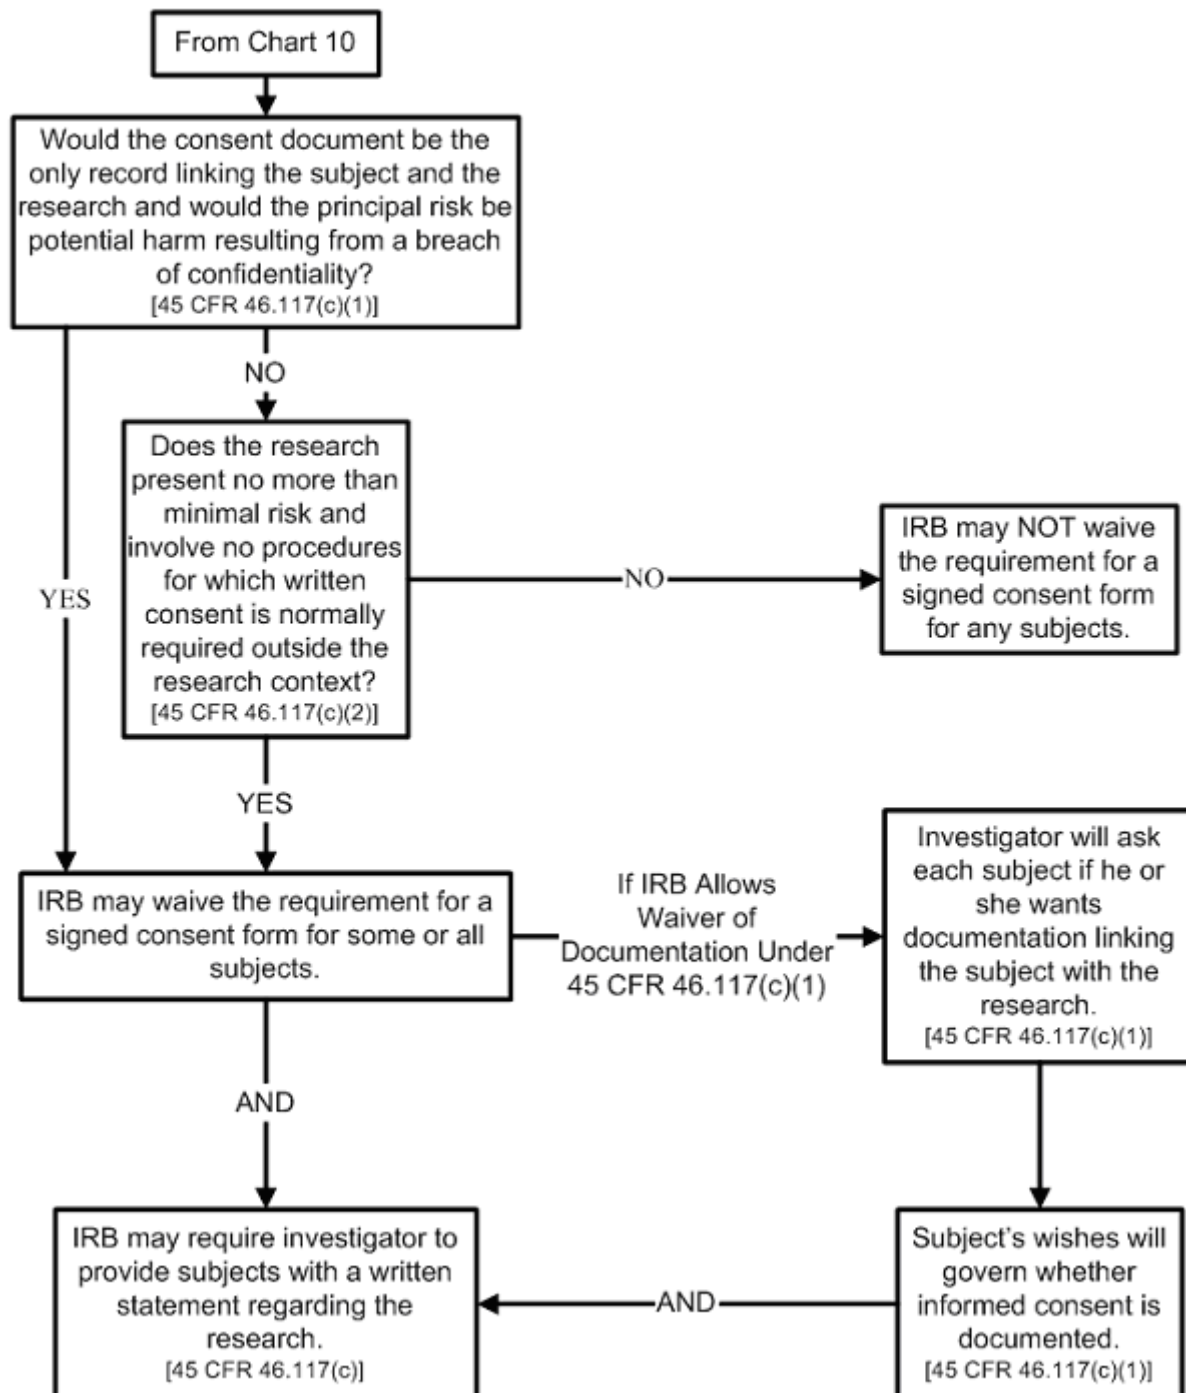 From Chart 10
Would the consent document be the
only record linking the subject and the
research and would the principal risk be
potential harm resulting from a breach
of confidentiality?
[45 CFR 46.117(c)(1)]
NO
YES
Does the research
present no more than
minimal risk and
involve no procedures
for which written
consent is normally
required outside the
research context?
[45 CFR 46.117(c)(2)]
NO
IRB may NOT waive
the requirement for a
signed consent form
for any subjects.
YES
IRB may waive the requirement for a
signed consent form for some or all
subjects.
If IRB Allows
Waiver of
Documentation Under
45 CFR 46.117(c)(1)
Investigator will ask
each subject if he or
she wants
documentation linking
the subject with the
research.
[45 CFR 46.117(c)(1)]
AND
IRB may require investigator to
provide subjects with a written
statement regarding the
research.
[45 CFR 46.117(c)]
AND
Subject's wishes will
govern whether
informed consent is
documented.
[45 CFR 46.117(c)(1)]